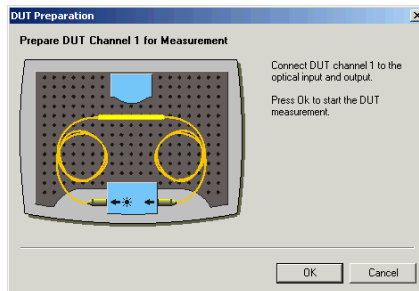 DUT Preparation
Prepare DUT Channel 1 for Measurement
Connect DUT channel 1 to the
optical input and output.
Press Ok to start the DUT
measurement.
OK
Cancel